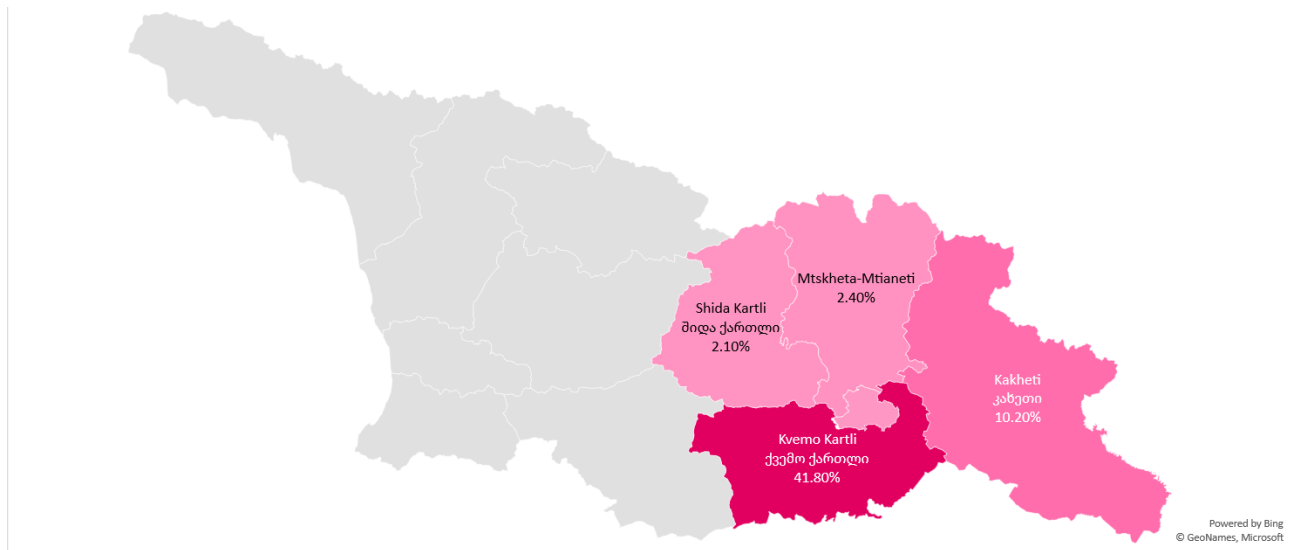 Mtskheta-Mtianeti
2.40%
Shida Kartli
შიდა ქართლი
2.10%
Kakheti
კახეთი
10.20%
Kvemo Kartli
ქვემო ქართლი
41.80%
Powered by Bing
© GeoNames, Microsoft